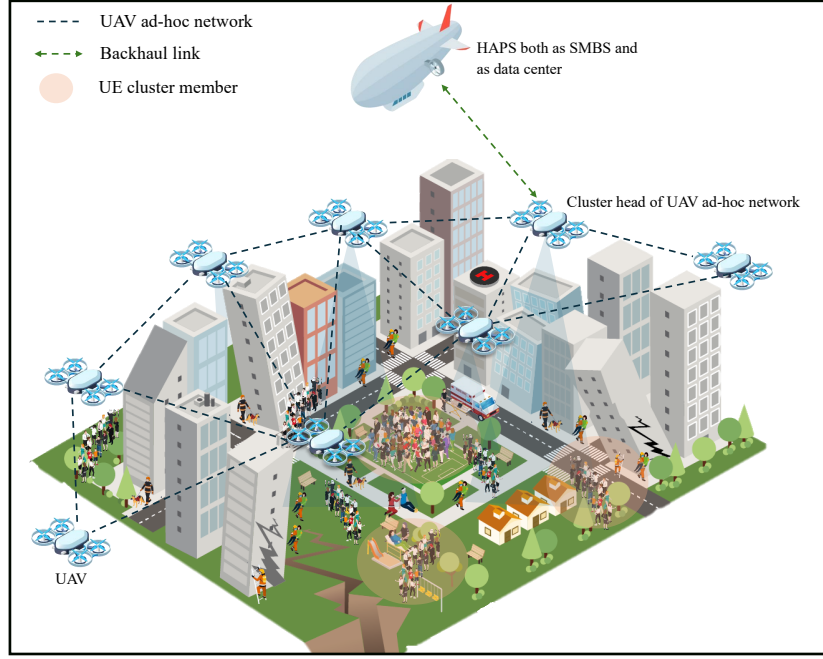 UAV ad-hoc network
Backhaul link
UE cluster member
HAPS both as SMBS and
as data center
Cluster head of UAV ad-hoc network
H
UAV